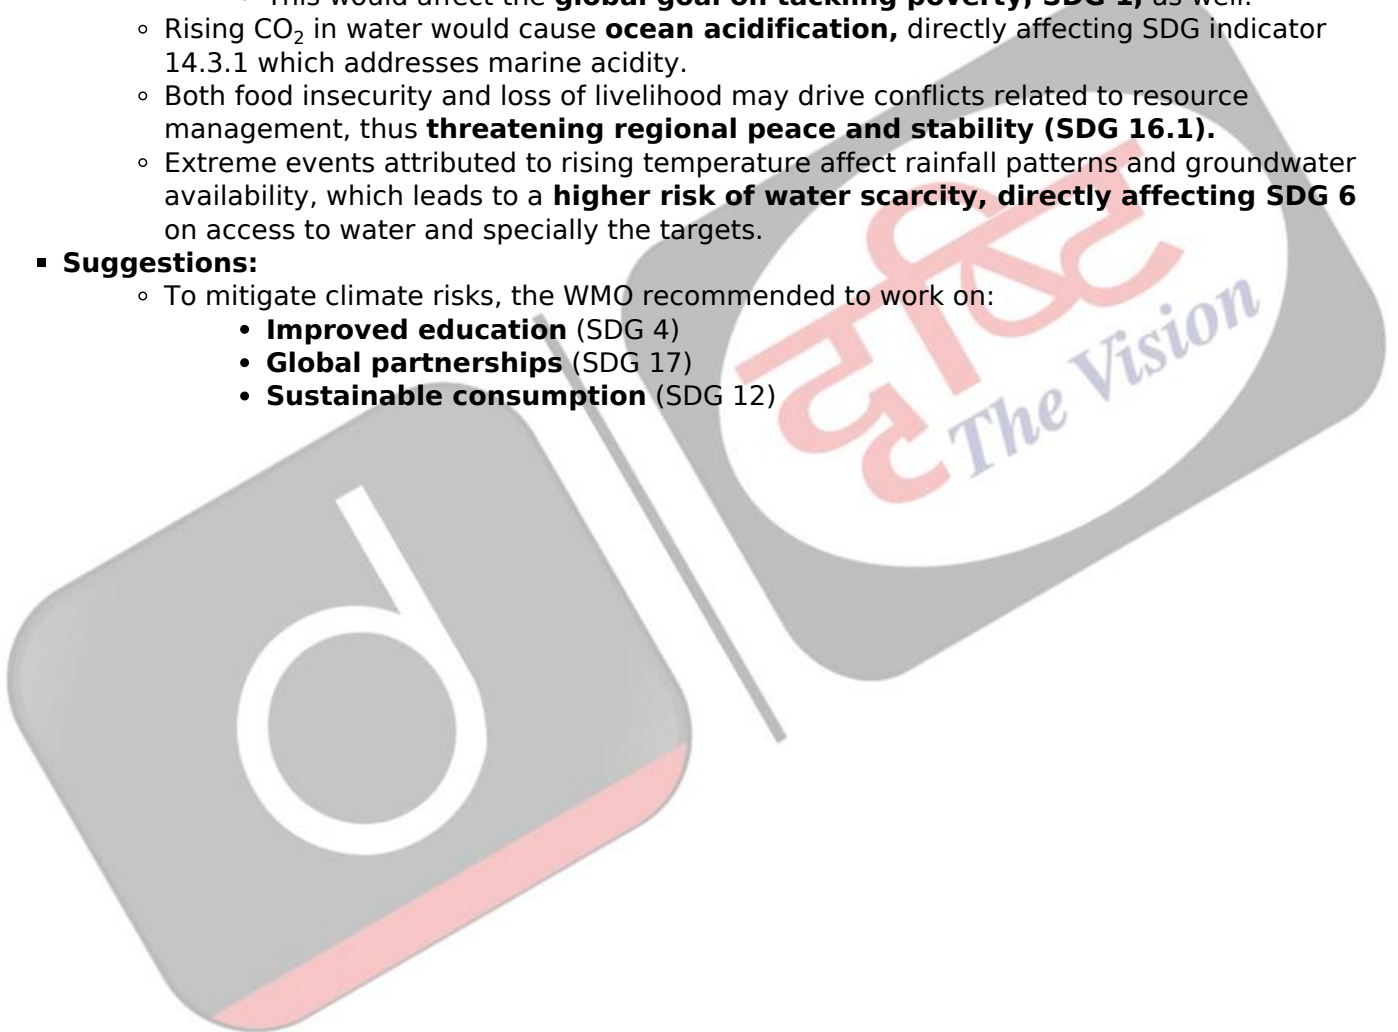 This would affect the global goal on tackling poverty, SDG 1, as well.
Rising CO₂ in water would cause ocean acidification, directly affecting SDG indicator
14.3.1 which addresses marine acidity.
Both food insecurity and loss of livelihood may drive conflicts related to resource
management, thus threatening regional peace and stability (SDG 16.1).
Extreme events attributed to rising temperature affect rainfall patterns and groundwater
availability, which leads to a higher risk of water scarcity, directly affecting SDG 6
on access to water and specially the targets.
Suggestions:
To mitigate climate risks, the WMO recommended to work on:
Improved education (SDG 4)
Global partnerships (SDG 17)
Sustainable consumption (SDG 12)
दृष्टि
The Vision
d